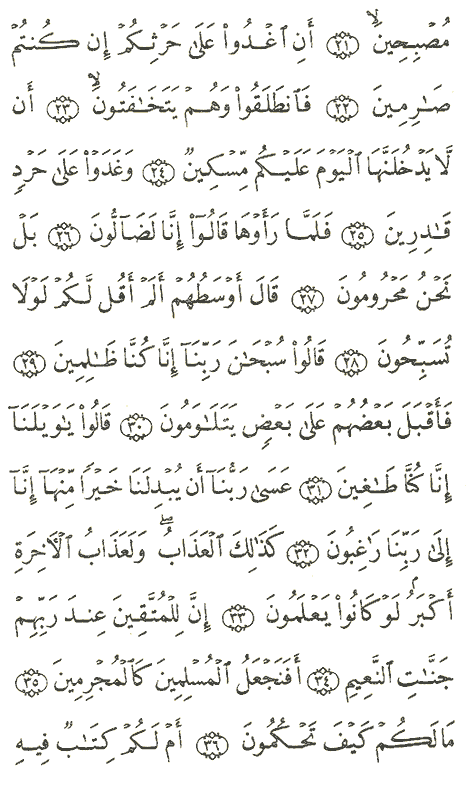 مُصۡبِحِينَ ٢١ أَنِ ٱغۡدُواْ عَلَىٰ حَرۡثِكُمۡ إِن كُنتُمۡ
صَٰرِمِينَ ٢٢ فَٱنطَلَقُواْ وَهُمۡ يَتَخَٰفَتُونَ ٢٣ أَن
لَّا يَدۡخُلَنَّهَا ٱلۡيَوۡمَ عَلَيۡكُم مِّسۡكِينٞ ٢٤ وَغَدَوۡاْ عَلَىٰ حَرۡدٖ
قَٰدِرِينَ ٢٥ فَلَمَّا رَأَوۡهَا قَالُوٓاْ إِنَّا لَضَآلُّونَ ٢٦ بَلۡ
نَحۡنُ مَحۡرُومُونَ ٢٧ قَالَ أَوۡسَطُهُمۡ أَلَمۡ أَقُل لَّكُمۡ لَوۡلَا
تُسَبِّحُونَ ٢٨ قَالُواْ سُبۡحَٰنَ رَبِّنَآ إِنَّا كُنَّا ظَٰلِمِينَ ٢٩
فَأَقۡبَلَ بَعۡضُهُمۡ عَلَىٰ بَعۡضٖ يَتَلَٰوَمُونَ ٣٠ قَالُواْ يَٰوَيۡلَنَآ
إِنَّا كُنَّا طَٰغِينَ ٣١ عَسَىٰ رَبُّنَآ أَن يُبۡدِلَنَا خَيۡرٗا مِّنۡهَآ إِنَّآ
إِلَىٰ رَبِّنَا رَٰغِبُونَ ٣٢ كَذَٰلِكَ ٱلۡعَذَابُۖ وَلَعَذَابُ ٱلۡأٓخِرَةِ
أَكۡبَرُۚ لَوۡ كَانُواْ يَعۡلَمُونَ ٣٣ إِنَّ لِلۡمُتَّقِينَ عِندَ رَبِّهِمۡ
جَنَّٰتِ ٱلنَّعِيمِ ٣٤ أَفَنَجۡعَلُ ٱلۡمُسۡلِمِينَ كَٱلۡمُجۡرِمِينَ ٣٥
مَا لَكُمۡ كَيۡفَ تَحۡكُمُونَ ٣٦ أَمۡ لَكُمۡ كِتَٰبٞ فِيهِ